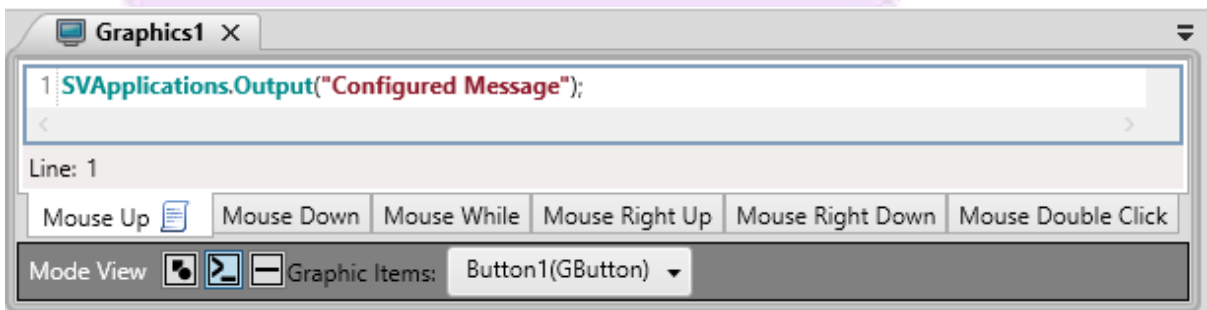 Graphics1
1 SVApplications.Output("Configured Message");
Line: 1
Mouse Up Mouse Down Mouse While Mouse Right Up Mouse Right Down Mouse Double Click
Mode View Graphic Items: Button1(GButton)